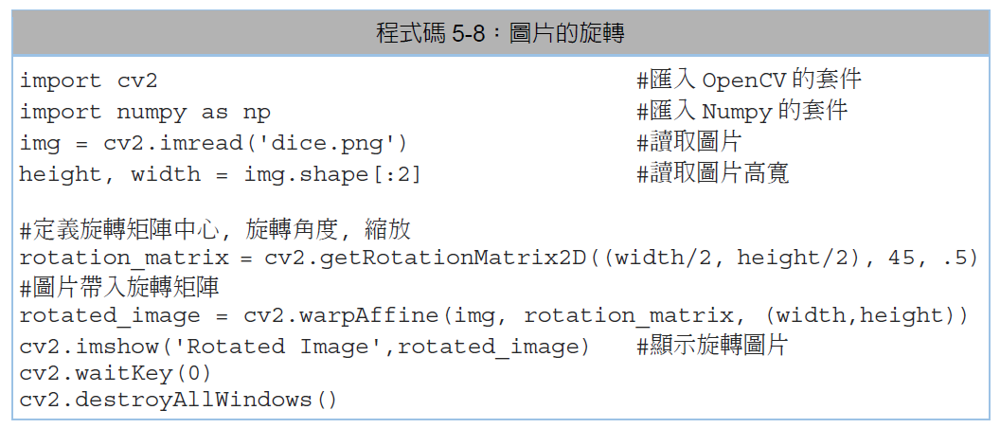 程式碼 5-8：圖片的旋轉
import cv2 #匯入 OpenCV 的套件
import numpy as np #匯入 Numpy 的套件
img = cv2.imread('dice.png') #讀取圖片
height, width = img.shape[:2] #讀取圖片高寬
#定義旋轉矩陣中心, 旋轉角度, 縮放
rotation_matrix = cv2.getRotationMatrix2D((width/2, height/2), 45, .5)
#圖片帶入旋轉矩陣
rotated_image = cv2.warpAffine(img, rotation_matrix, (width,height))
cv2.imshow('Rotated Image',rotated_image) #顯示旋轉圖片
cv2.waitKey(0)
cv2.destroyAllWindows()